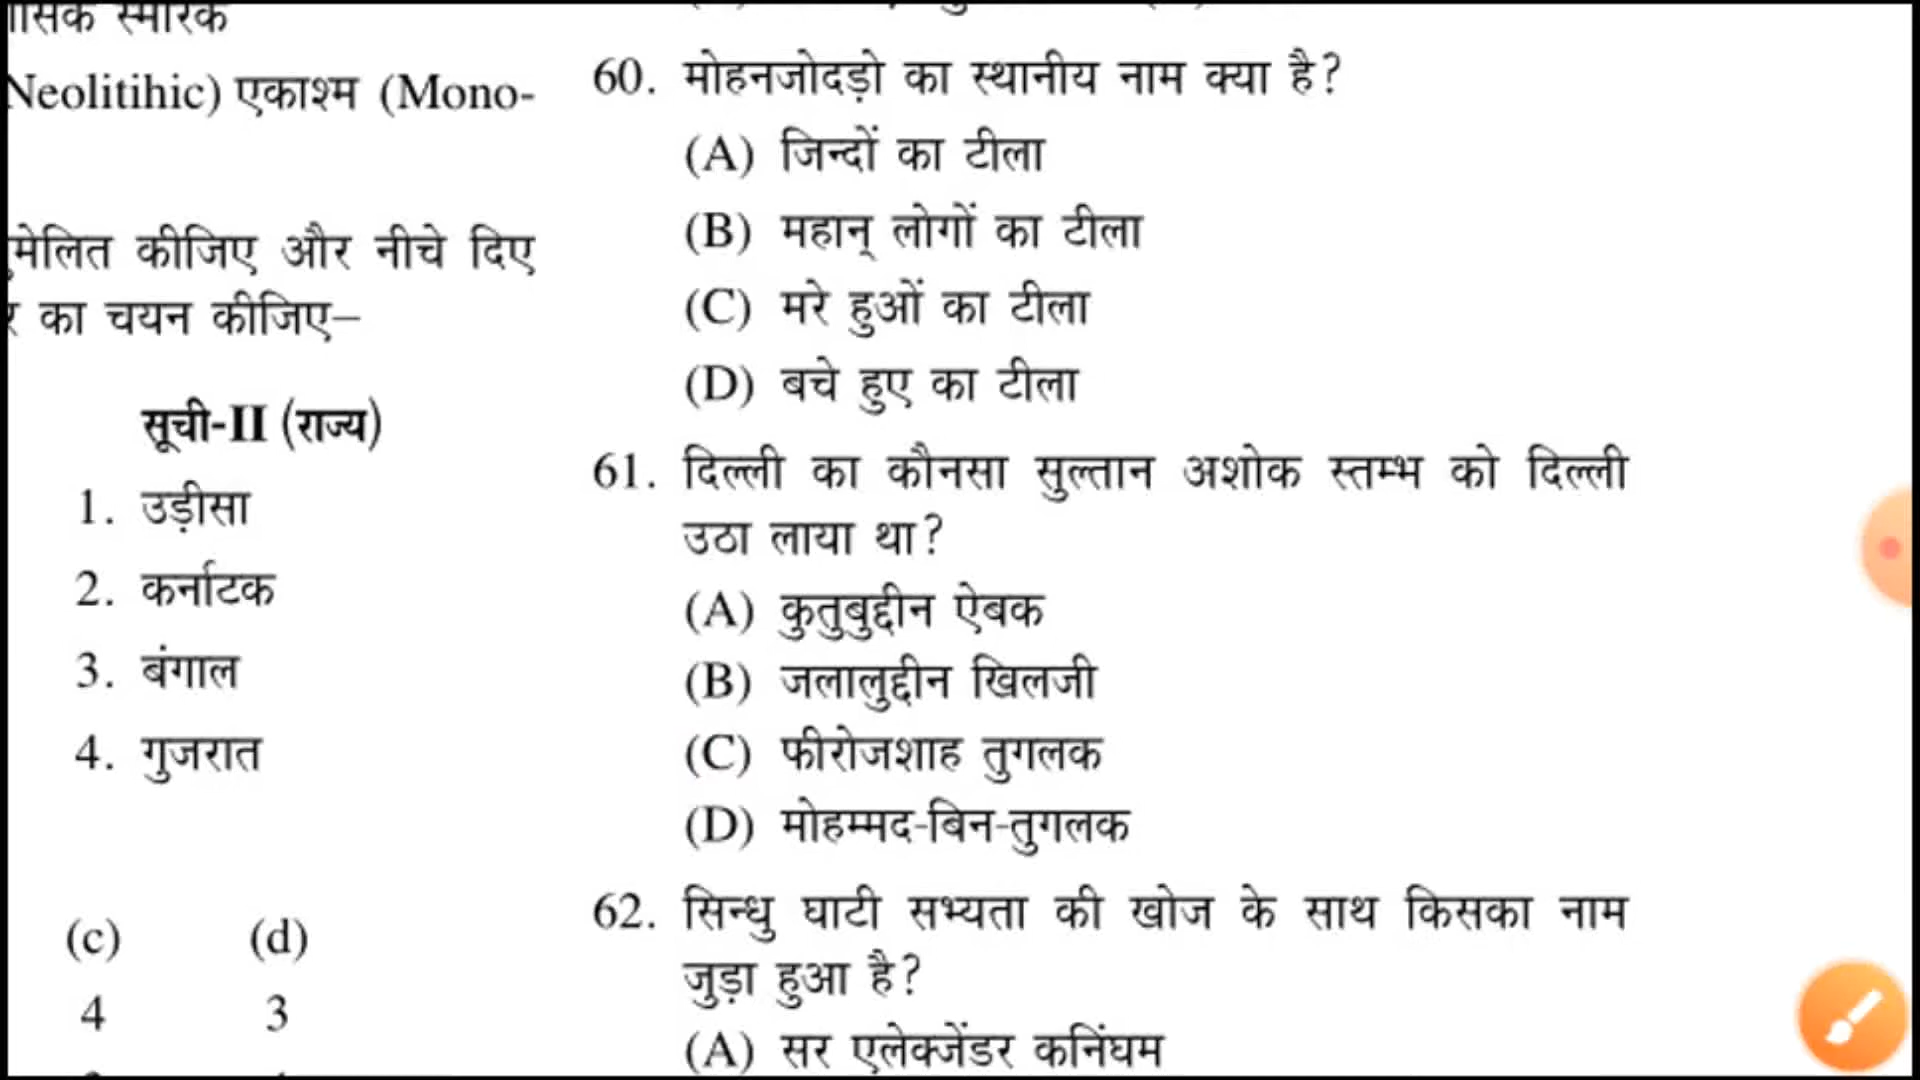 Neolitihic) एकाश्म (Mono-
मेलित कीजिए और नीचे दिए
का चयन कीजिए–
सूची-II (राज्य)
1. उड़ीसा
2. कर्नाटक
3. बंगाल
4. गुजरात
(c) (d)
4 3
60. मोहनजोदड़ो का स्थानीय नाम क्या है?
(A) जिन्दों का टीला
(B) महान् लोगों का टीला
(C) मरे हुओं का टीला
(D) बचे हुए का टीला
61. दिल्ली का कौनसा सुल्तान अशोक स्तम्भ को दिल्ली
उठा लाया था?
(A) कुतुबुद्दीन ऐबक
(B) जलालुद्दीन खिलजी
(C) फीरोजशाह तुगलक
(D) मोहम्मद-बिन-तुगलक
62. सिन्धु घाटी सभ्यता की खोज के साथ किसका नाम
जुड़ा हुआ है?
(A) सर एलेक्जेंडर कनिंघम